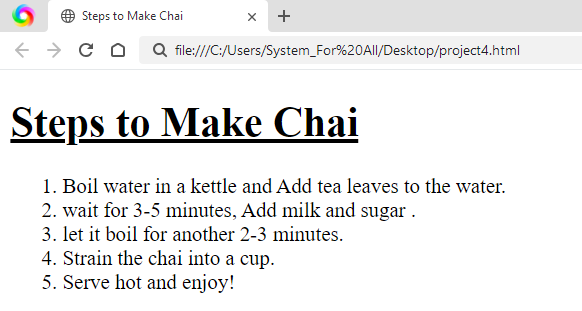 Steps to Make Chai
file:///C:/Users/System_For%20All/Desktop/project4.html
Steps to Make Chai
1. Boil water in a kettle and Add tea leaves to the water.
2. wait for 3-5 minutes, Add milk and sugar .
3. let it boil for another 2-3 minutes.
4. Strain the chai into a cup.
5. Serve hot and enjoy!